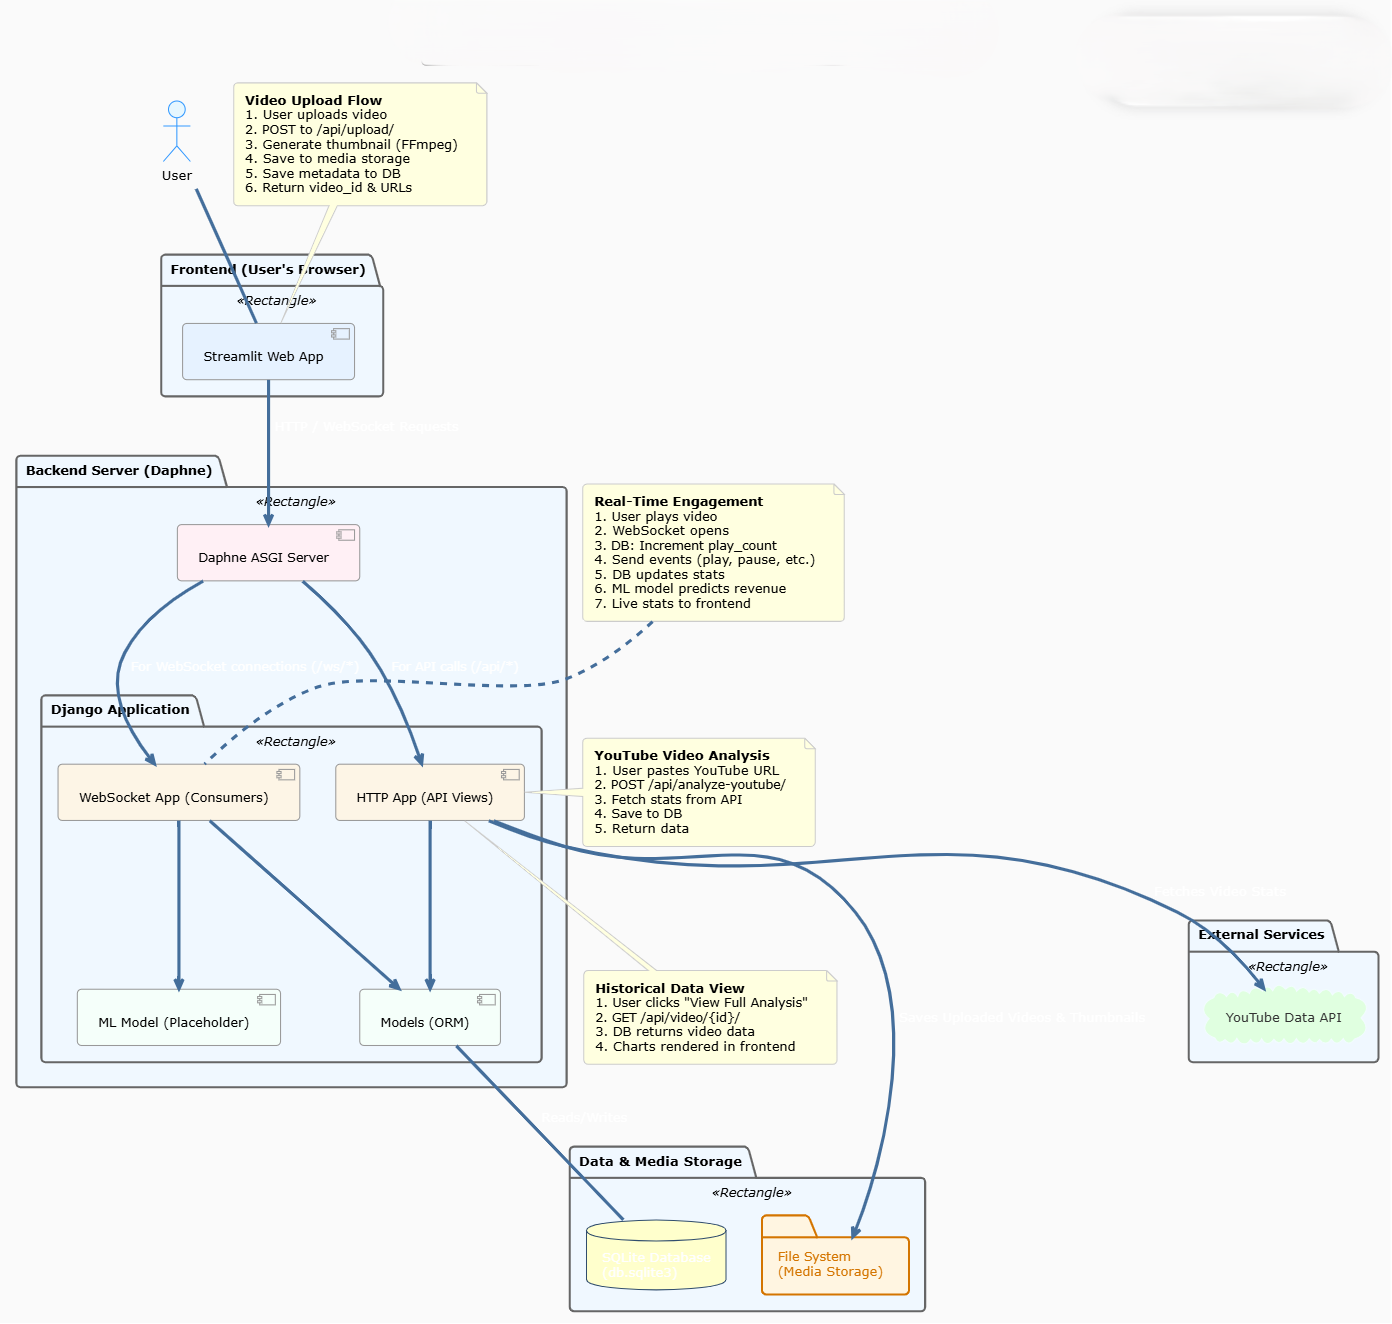 Video Upload Flow
1. User uploads video
2. POST to /api/upload/
3. Generate thumbnail (FFmpeg)
4. Save to media storage
5. Save metadata to DB
6. Return video_id & URLs
User
Frontend (User's Browser)
«Rectangle»
Streamlit Web App
HTTP / WebSocket Requests
Backend Server (Daphne)
«Rectangle»
Daphne ASGI Server
Real-Time Engagement
1. User plays video
2. WebSocket opens
3. DB: Increment play_count
4. Send events (play, pause, etc.)
5. DB updates stats
6. ML model predicts revenue
7. Live stats to frontend
For WebSocket connections (/ws/*)
For API calls (/api/*)
Django Application
«Rectangle»
WebSocket App (Consumers)
HTTP App (API Views)
YouTube Video Analysis
1. User pastes YouTube URL
2. POST /api/analyze-youtube/
3. Fetch stats from API
4. Save to DB
5. Return data
Fetches Video Stats
External Services
«Rectangle»
YouTube Data API
ML Model (Placeholder)
Models (ORM)
Historical Data View
1. User clicks "View Full Analysis"
2. GET /api/video/{id}/
3. DB returns video data
4. Charts rendered in frontend
Saves Uploaded Videos & Thumbnails
Reads/Writes
Data & Media Storage
«Rectangle»
SQLite Database
(db.sqlite3)
File System
(Media Storage)